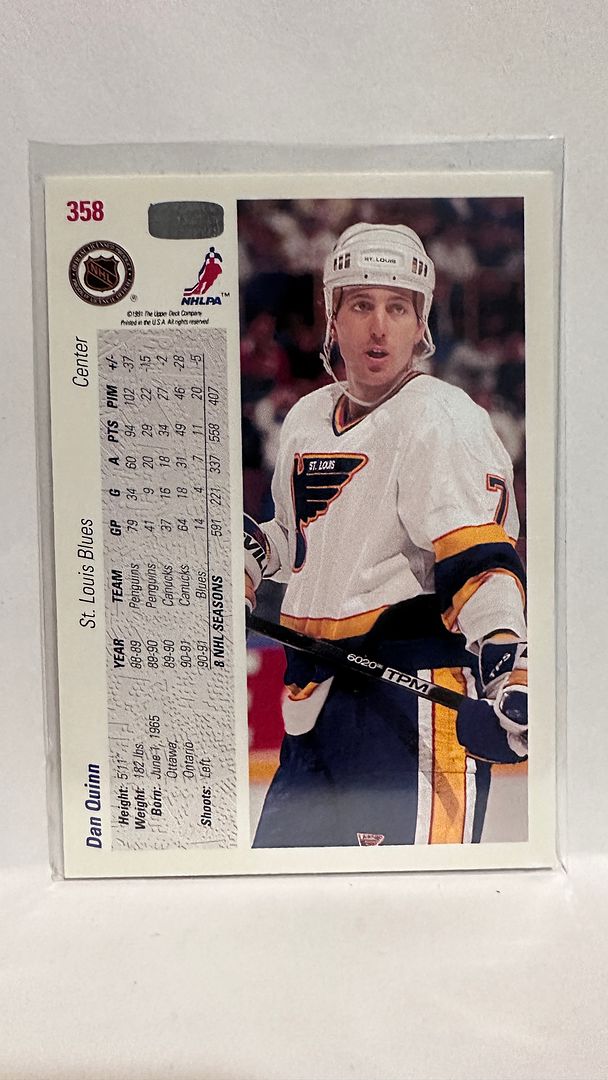 358
NHL
®
NHLPA™
©1991 The Upper Deck Company
Printed in the U.S.A. All rights reserved
Dan Quinn
St. Louis Blues
Center
Height: 5'11"
Weight: 182 lbs.
Born: June 1, 1965
Ottawa,
Ontario
Shoots: Left
YEAR TEAM GP G A PTS PIM +/-
88-89 Penguins 79 34 60 94 102 -37
89-90 Penguins 41 9 20 29 22 -15
89-90 Canucks 37 16 18 34 27 -2
90-91 Canucks 64 18 31 49 46 -28
90-91 Blues 14 4 7 11 20 -5
8 NHL SEASONS 591 221 337 558 407
ST. LOUIS
ST. LOUIS
7
6020 TPM
TPS